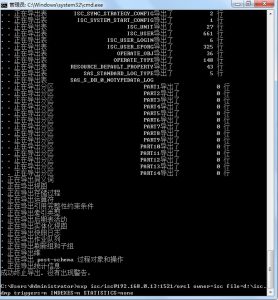 管理员: C:\Windows\system32\cmd.exe
. . 正在导出表 ISC_SYNC_STRATEGY_CONFIG导出了 2 行
. . 正在导出表 ISC_SYSTEM_START_CONFIG导出了 1 行
. . 正在导出表 ISC_UNIT导出了 27 行
. . 正在导出表 ISC_USER导出了 661 行
. . 正在导出表 ISC_USER_LOGIN导出了 6 行
. . 正在导出表 ISC_USER_UPORG导出了 325 行
. . 正在导出表 OPERATE_OBJ导出了 36 行
. . 正在导出表 OPERATE_TYPE导出了 148 行
. . 正在导出表 RESOURCE_DEFAULT_PROPERTY导出了 43 行
. . 正在导出表 SAS_STANDARD_LOG_TYPE导出了 5 行
. . 正在导出表 SAS_S_DB_R_NOTYPEDATA_LOG
. . 正在导出分区 PART1导出了 0 行
. . 正在导出分区 PART2导出了 0 行
. . 正在导出分区 PART3导出了 0 行
. . 正在导出分区 PART4导出了 0 行
. . 正在导出分区 PART5导出了 0 行
. . 正在导出分区 PART6导出了 0 行
. . 正在导出分区 PART7导出了 0 行
. . 正在导出分区 PART8导出了 0 行
. . 正在导出分区 PART9导出了 0 行
. . 正在导出分区 PART10导出了 0 行
. . 正在导出分区 PART11导出了 0 行
. . 正在导出分区 PART12导出了 0 行
. . 正在导出分区 PART13导出了 0 行
. . 正在导出分区 PART14导出了 0 行
. 正在导出同义词
. 正在导出视图
. 正在导出存储过程
. 正在导出运算符
. 正在导出引用完整性约束条件
. 正在导出触发器
. 正在导出索引类型
. 正在导出位图, 功能性索引和可扩展索引
. 正在导出后期表活动
. 正在导出实体化视图
. 正在导出快照日志
. 正在导出作业队列
. 正在导出刷新组和子组
. 正在导出维
. 正在导出 post-schema 过程对象和操作
. 正在导出统计信息
成功终止导出, 没有出现警告。
C:\Users\Administrator>exp isc/isc@192.168.0.13:1521/orcl owner=isc file=d:\isc.
dmp triggers=n INDEXES=n STATISTICS=none